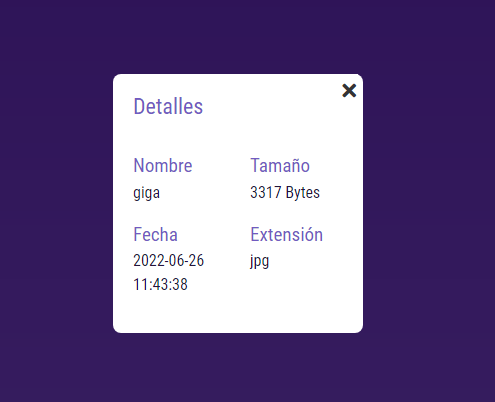 Detalles
Nombre
giga
Tamaño
3317 Bytes
Fecha
2022-06-26
11:43:38
Extensión
jpg